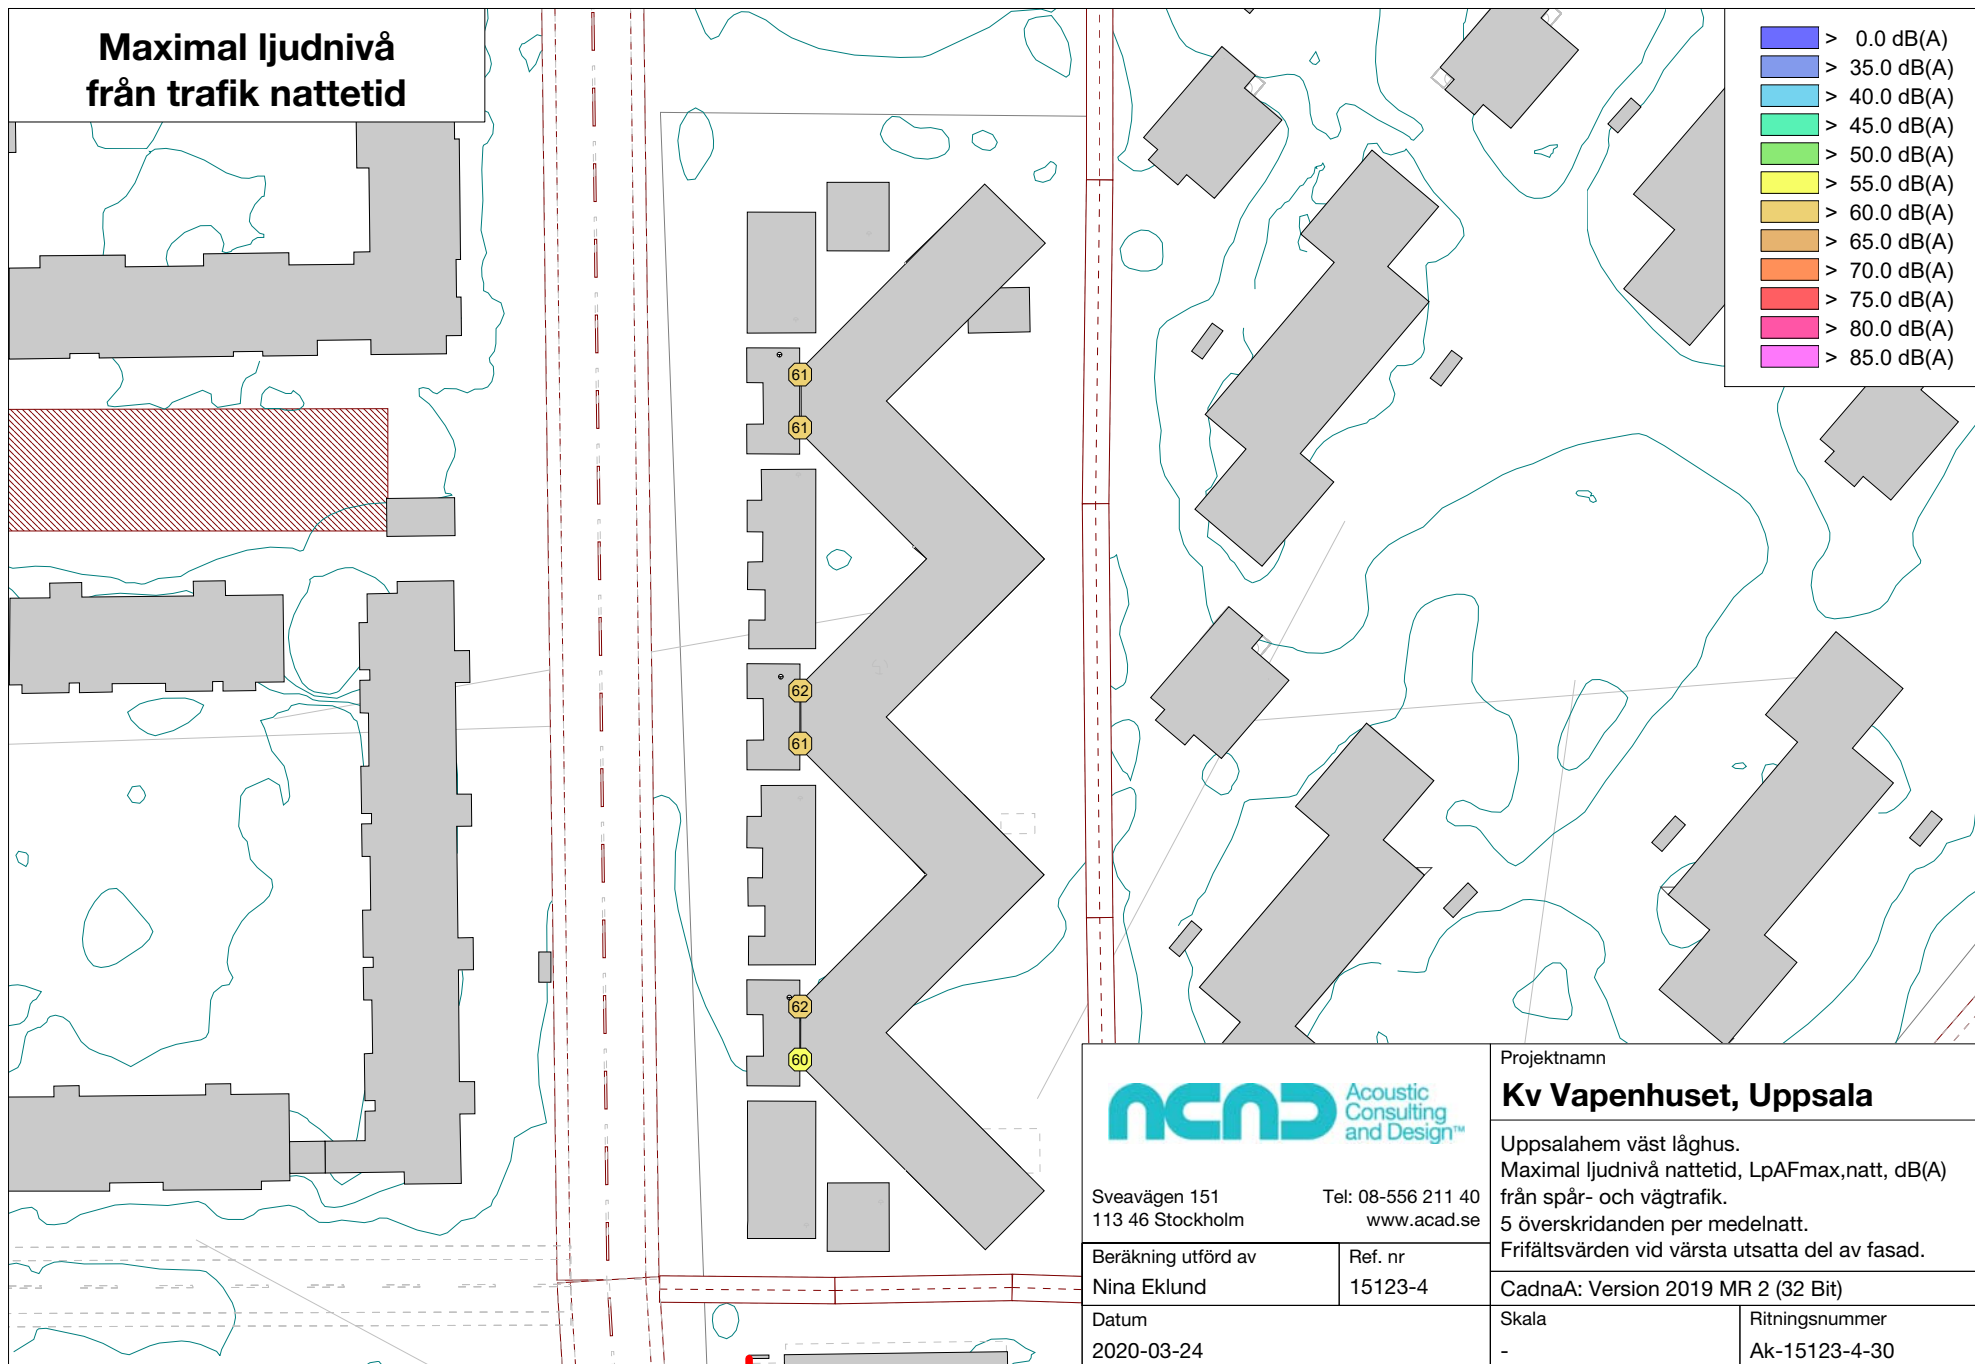 Maximal ljudnivå
från trafik nattetid
> 0.0 dB(A)
> 35.0 dB(A)
> 40.0 dB(A)
> 45.0 dB(A)
> 50.0 dB(A)
> 55.0 dB(A)
> 60.0 dB(A)
> 65.0 dB(A)
> 70.0 dB(A)
> 75.0 dB(A)
> 80.0 dB(A)
> 85.0 dB(A)
61
61
62
61
62
60
ACAD
Acoustic
Consulting
and Design™
Sveavägen 151
113 46 Stockholm
Tel: 08-556 211 40
www.acad.se
Beräkning utförd av
Nina Eklund
Ref. nr
15123-4
Datum
2020-03-24
Projektnamn
Kv Vapenhuset, Uppsala
Uppsalahem väst låghus.
Maximal ljudnivå nattetid, LpAFmax,natt, dB(A)
från spår- och vägtrafik.
5 överskridanden per medelnatt.
Frifältsvärden vid värsta utsatta del av fasad.
CadnaA: Version 2019 MR 2 (32 Bit)
Skala
-
Ritningsnummer
Ak-15123-4-30